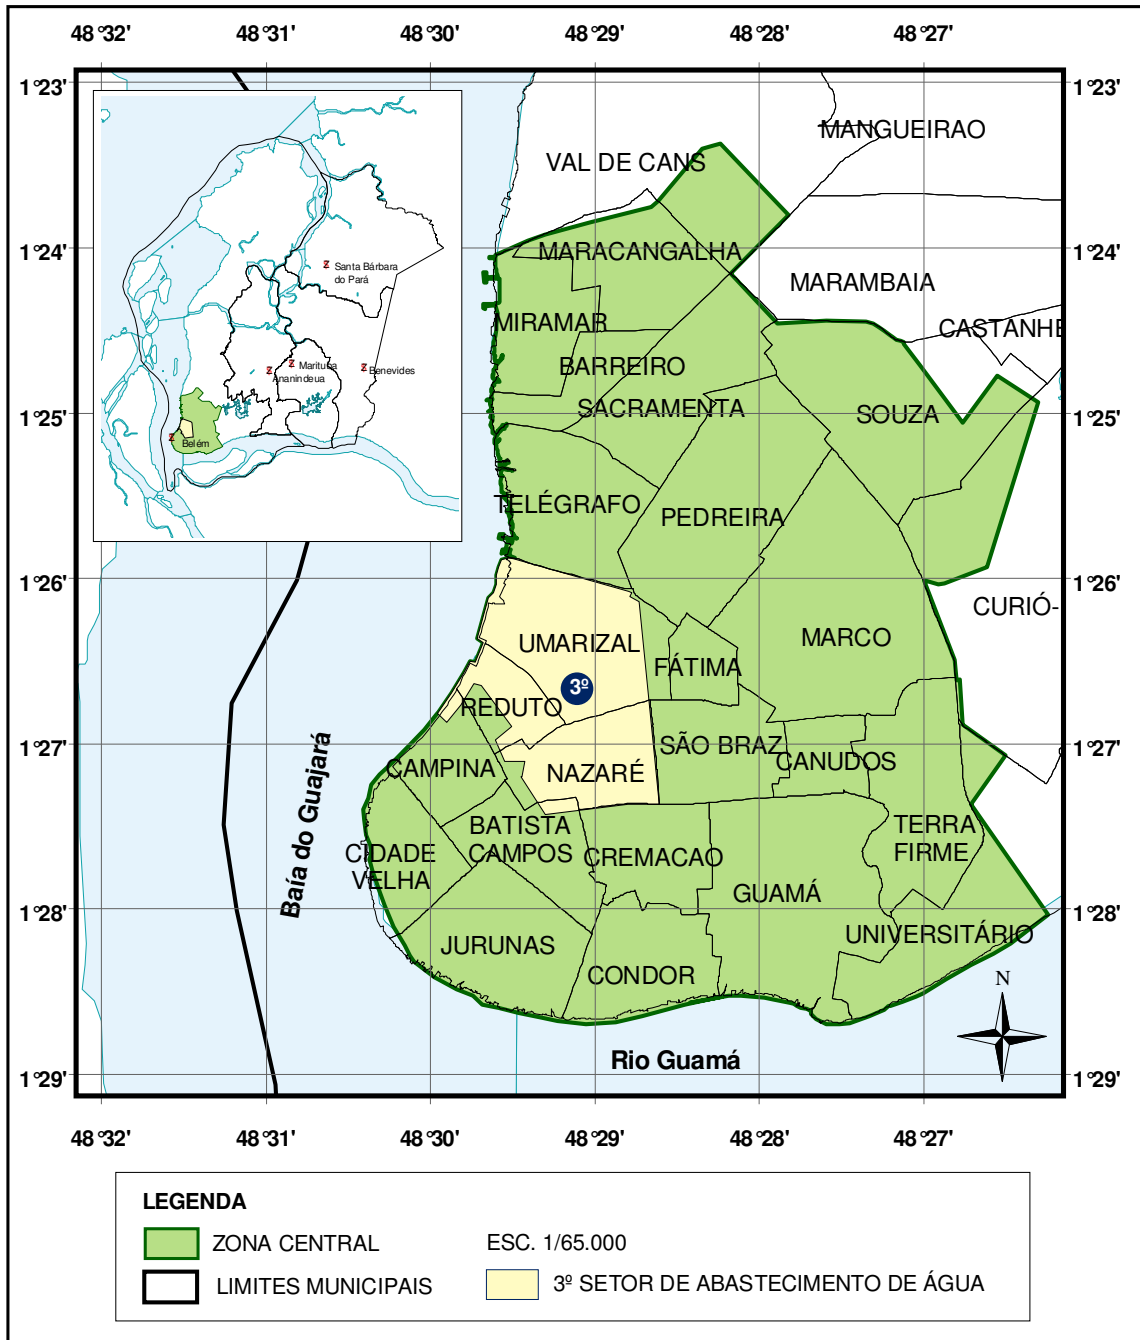 48°32' 48°31' 48°30' 48°29' 48°28' 48°27'
1°23' 1°23'
MANGUEIRAO
VAL DE CANS
1°24' 1°24'
MARACANGALHA
Santa Bárbara
do Pará
MARAMBAIA
MIRAMAR
CASTANHE
Marituba
Ananindeua
Benevides
BARREIRO
SACRAMENTA
1°25' 1°25'
SOUZA
Belém
TELÉGRAFO
PEDREIRA
1°26' 1°26'
CURIÓ-
UMARIZAL
MARCO
FÁTIMA
3º
REDUTO
1°27' 1°27'
SÃO BRAZ
CANUDOS
CAMPINA
NAZARÉ
BATISTA
CAMPOS
TERRA
FIRME
CIDADE
VELHA
CREMACAO
Baía do Guajará
GUAMÁ
1°28' 1°28'
UNIVERSITÁRIO
JURUNAS
CONDOR
N
Rio Guamá
1°29' 1°29'
48°32' 48°31' 48°30' 48°29' 48°28' 48°27'
LEGENDA
ZONA CENTRAL
ESC. 1/65.000
LIMITES MUNICIPAIS
3º SETOR DE ABASTECIMENTO DE ÁGUA